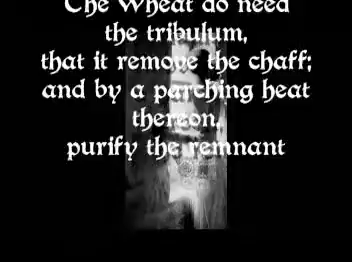 The Wheat do need
the tribulum,
that it remove the chaff;
and by a parching heat
thereon,
purify the remnant